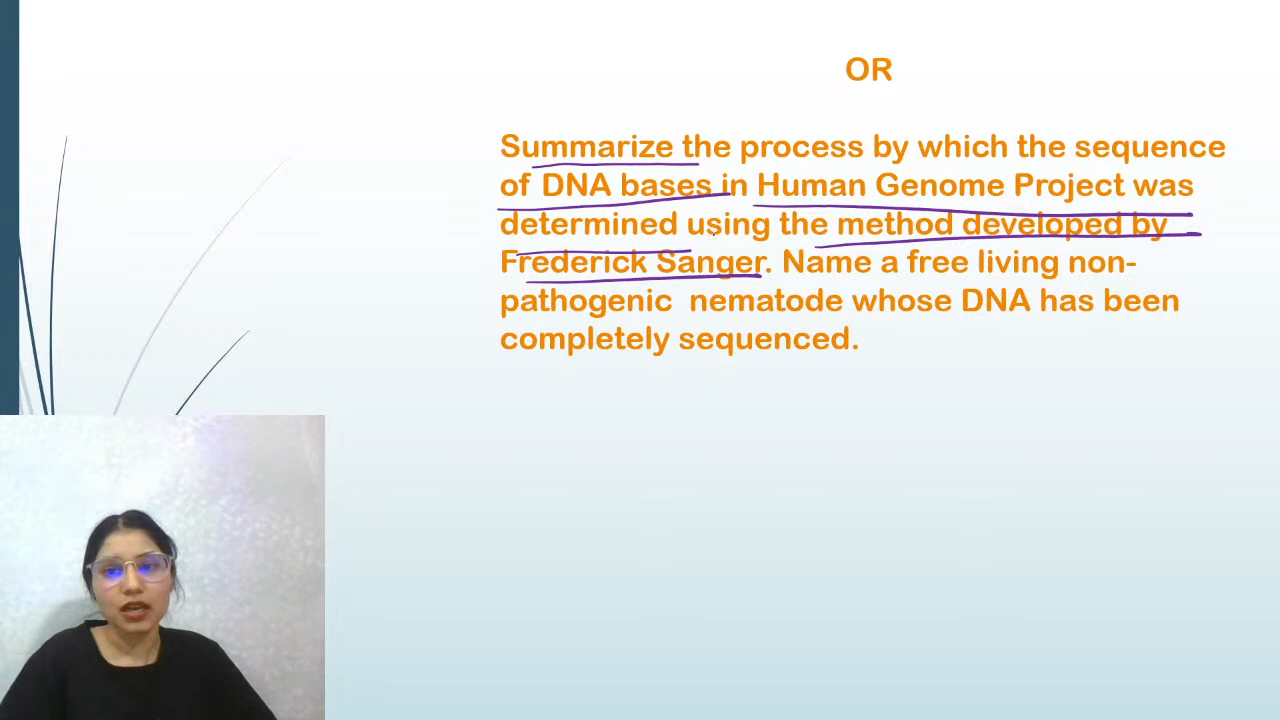 OR
Summarize the process by which the sequence
of DNA bases in Human Genome Project was
determined using the method developed by
Frederick Sanger. Name a free living non-
pathogenic nematode whose DNA has been
completely sequenced.